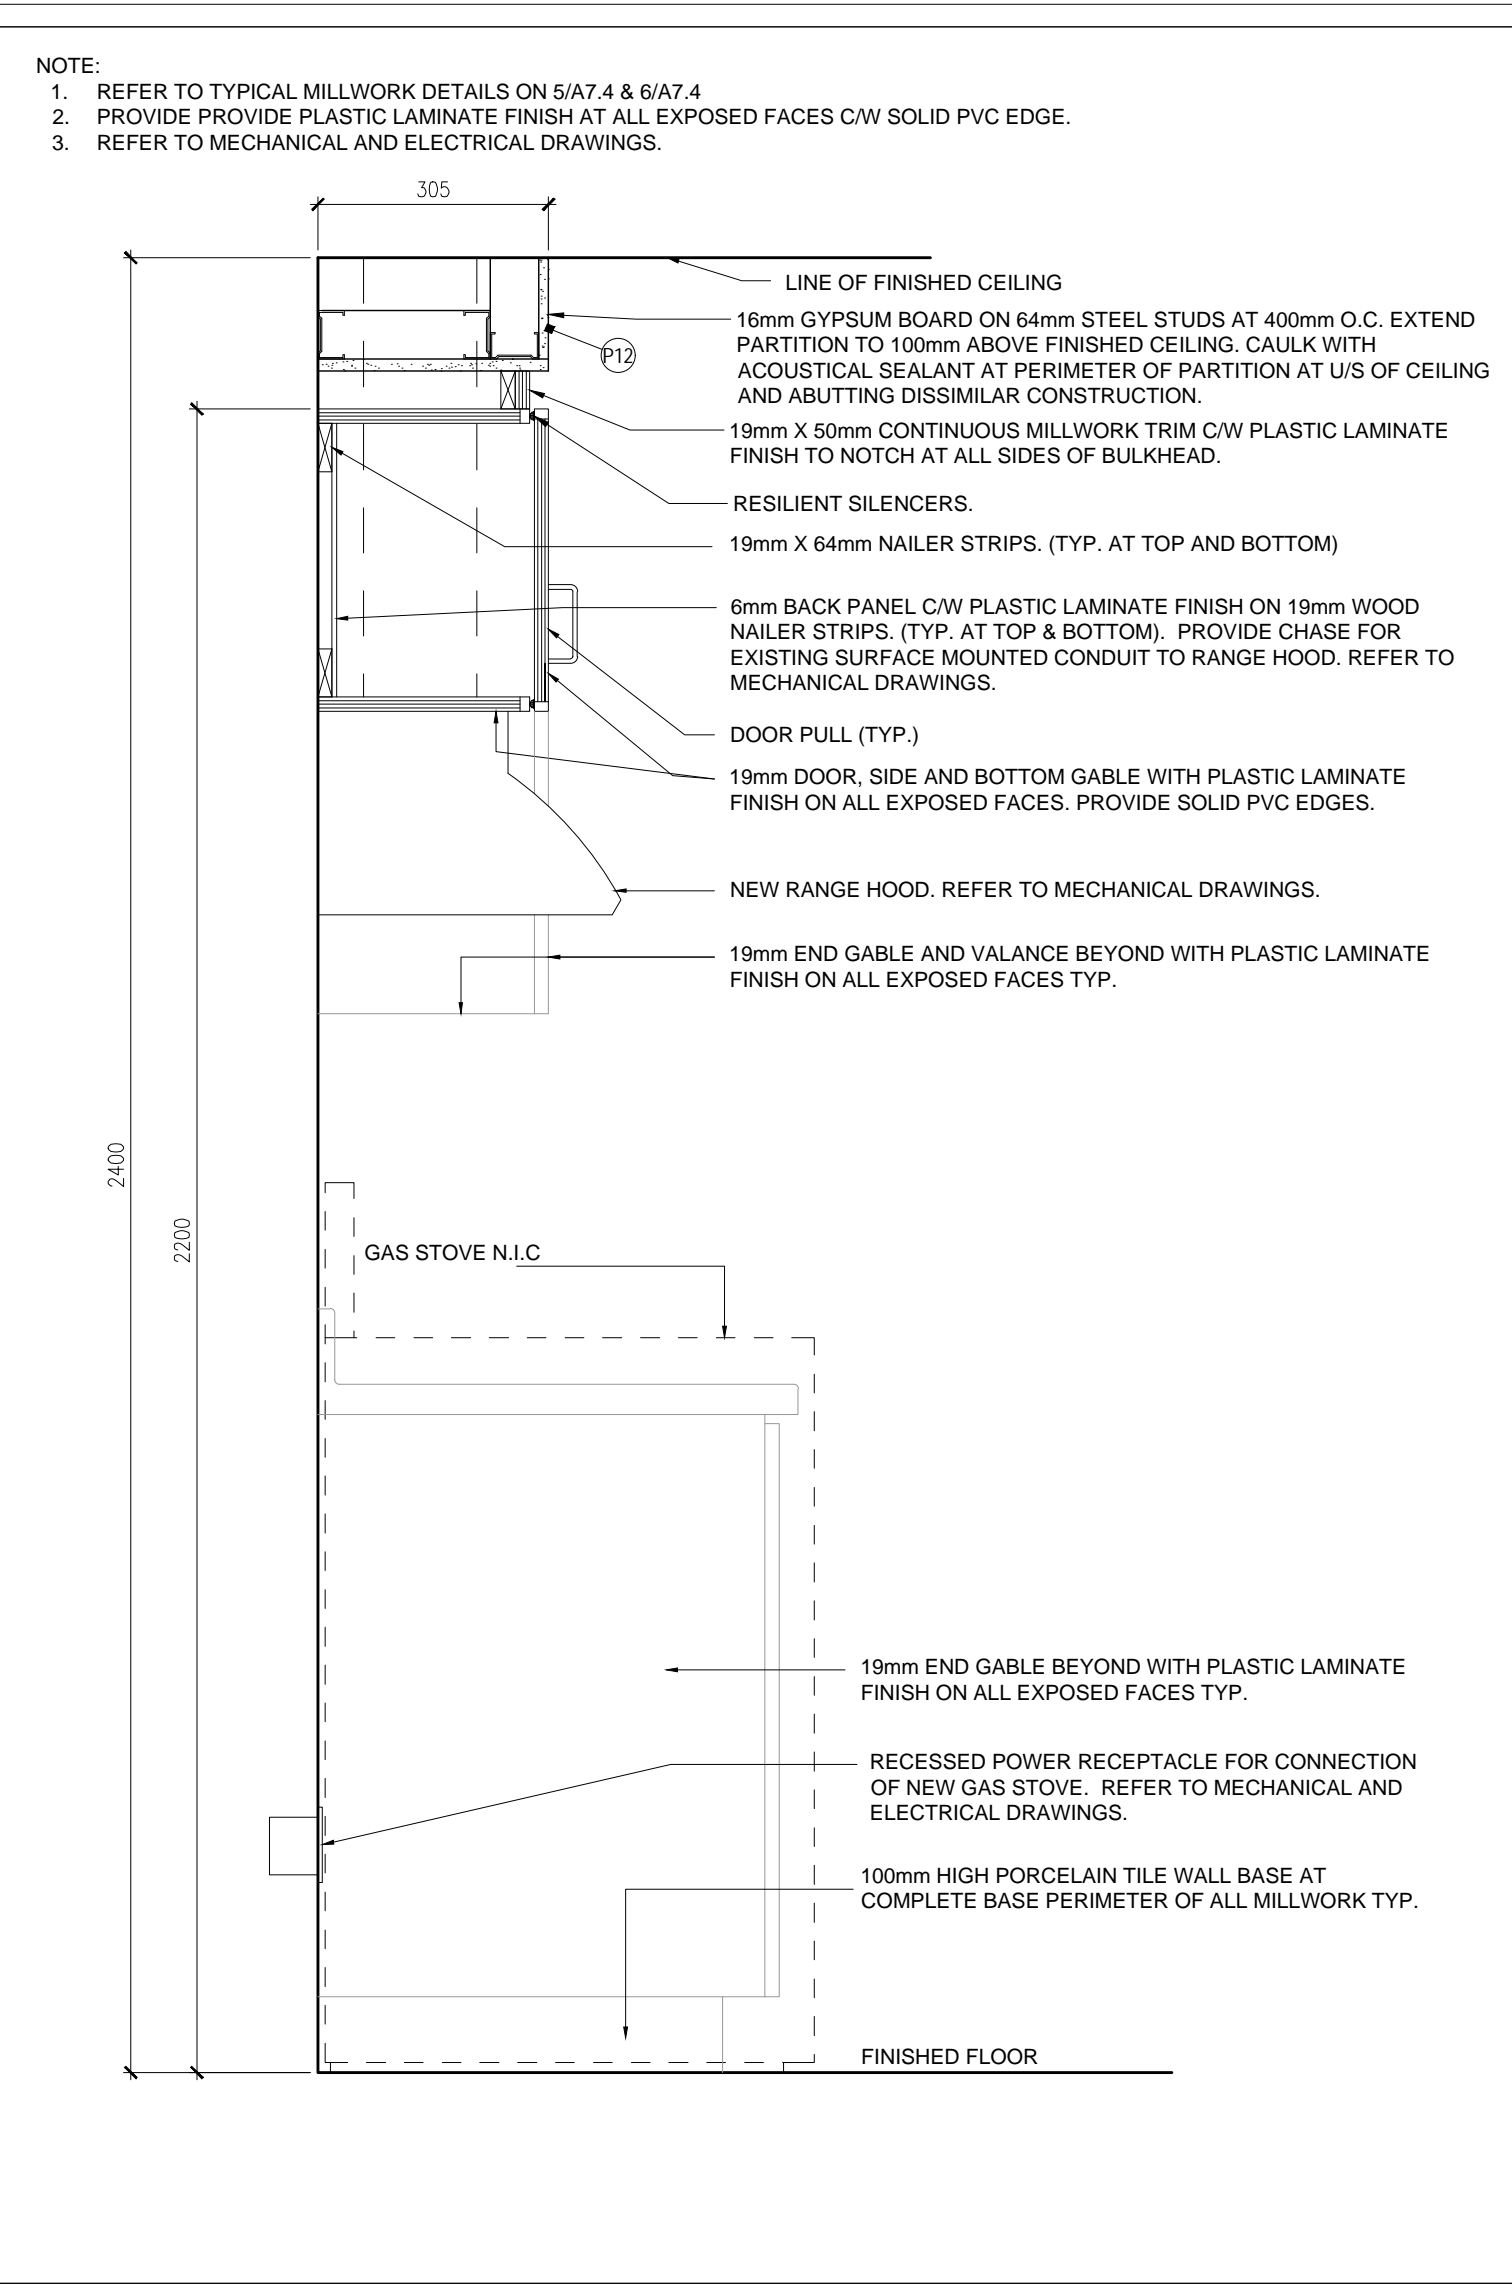 NOTE:
1. REFER TO TYPICAL MILLWORK DETAILS ON 5/A7.4 & 6/A7.4
2. PROVIDE PROVIDE PLASTIC LAMINATE FINISH AT ALL EXPOSED FACES C/W SOLID PVC EDGE.
3. REFER TO MECHANICAL AND ELECTRICAL DRAWINGS.
305
LINE OF FINISHED CEILING
16mm GYPSUM BOARD ON 64mm STEEL STUDS AT 400mm O.C. EXTEND
PARTITION TO 100mm ABOVE FINISHED CEILING. CAULK WITH
ACOUSTICAL SEALANT AT PERIMETER OF PARTITION AT U/S OF CEILING
AND ABUTTING DISSIMILAR CONSTRUCTION.
P12
19mm X 50mm CONTINUOUS MILLWORK TRIM C/W PLASTIC LAMINATE
FINISH TO NOTCH AT ALL SIDES OF BULKHEAD.
RESILIENT SILENCERS.
19mm X 64mm NAILER STRIPS. (TYP. AT TOP AND BOTTOM)
6mm BACK PANEL C/W PLASTIC LAMINATE FINISH ON 19mm WOOD
NAILER STRIPS. (TYP. AT TOP & BOTTOM). PROVIDE CHASE FOR
EXISTING SURFACE MOUNTED CONDUIT TO RANGE HOOD. REFER TO
MECHANICAL DRAWINGS.
DOOR PULL (TYP.)
19mm DOOR, SIDE AND BOTTOM GABLE WITH PLASTIC LAMINATE
FINISH ON ALL EXPOSED FACES. PROVIDE SOLID PVC EDGES.
NEW RANGE HOOD. REFER TO MECHANICAL DRAWINGS.
19mm END GABLE AND VALANCE BEYOND WITH PLASTIC LAMINATE
FINISH ON ALL EXPOSED FACES TYP.
2400
2200
GAS STOVE N.I.C
19mm END GABLE BEYOND WITH PLASTIC LAMINATE
FINISH ON ALL EXPOSED FACES TYP.
RECESSED POWER RECEPTACLE FOR CONNECTION
OF NEW GAS STOVE. REFER TO MECHANICAL AND
ELECTRICAL DRAWINGS.
100mm HIGH PORCELAIN TILE WALL BASE AT
COMPLETE BASE PERIMETER OF ALL MILLWORK TYP.
FINISHED FLOOR